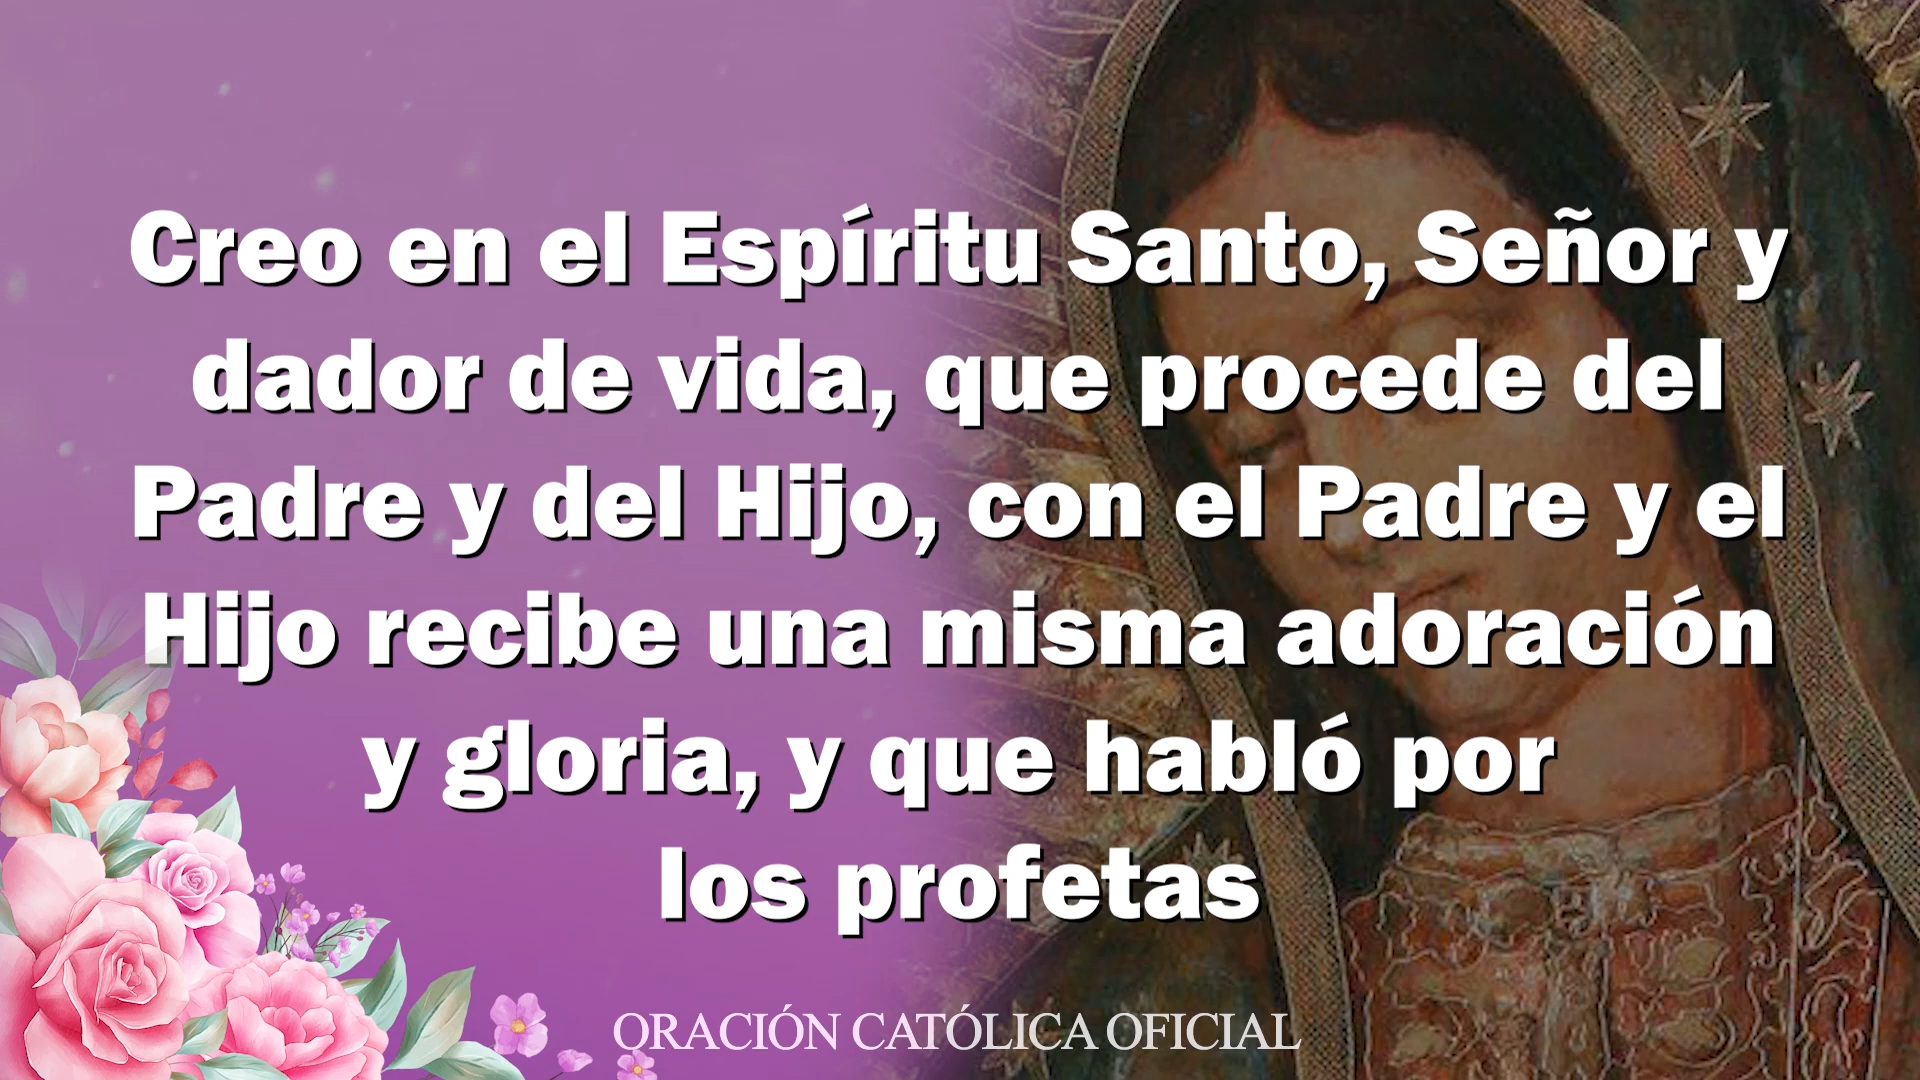 Creo en el Espíritu Santo, Señor y
dador de vida, que procede del
Padre y del Hijo, con el Padre y el
Hijo recibe una misma adoración
y gloria, y que habló por
los profetas
ORACIÓN CATÓLICA OFICIAL